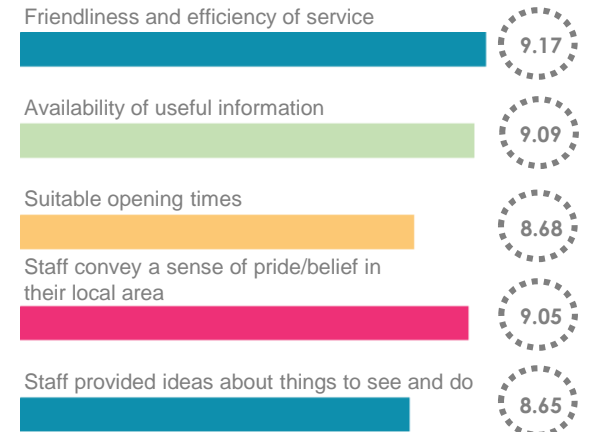 Friendliness and efficiency of service
9.17
Availability of useful information
9.09
Suitable opening times
8.68
Staff convey a sense of pride/belief in
their local area
9.05
Staff provided ideas about things to see and do
8.65